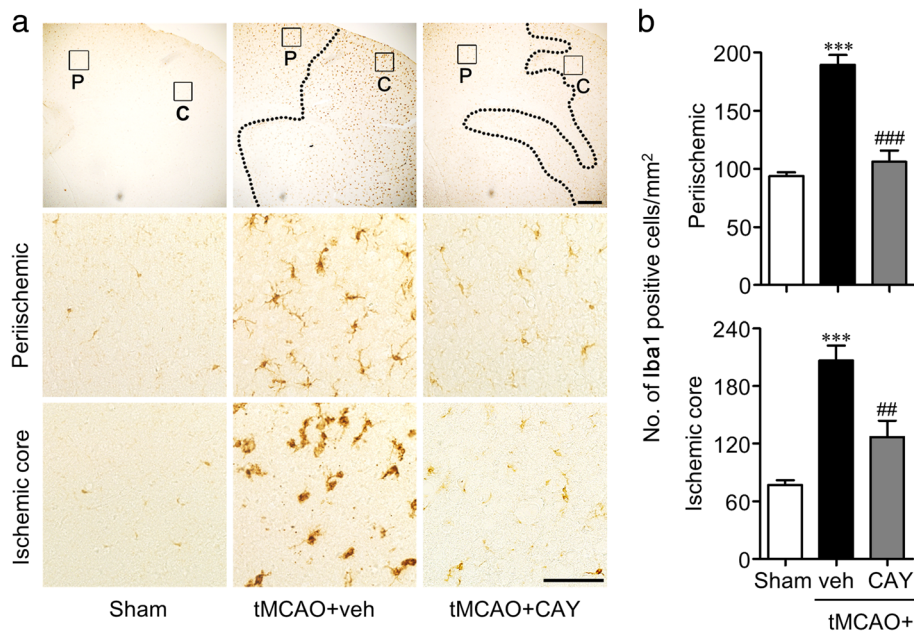 a
P
C
P
C
P
C
Periischemic
Ischemic core
Sham
tMCAO+veh
tMCAO+CAY
b
No. of Iba1 positive cells/mm²
Periischemic
200
150
100
50
0
***
###
Ischemic core
240
180
120
60
0
***
##
Sham
veh
CAY
tMCAO+